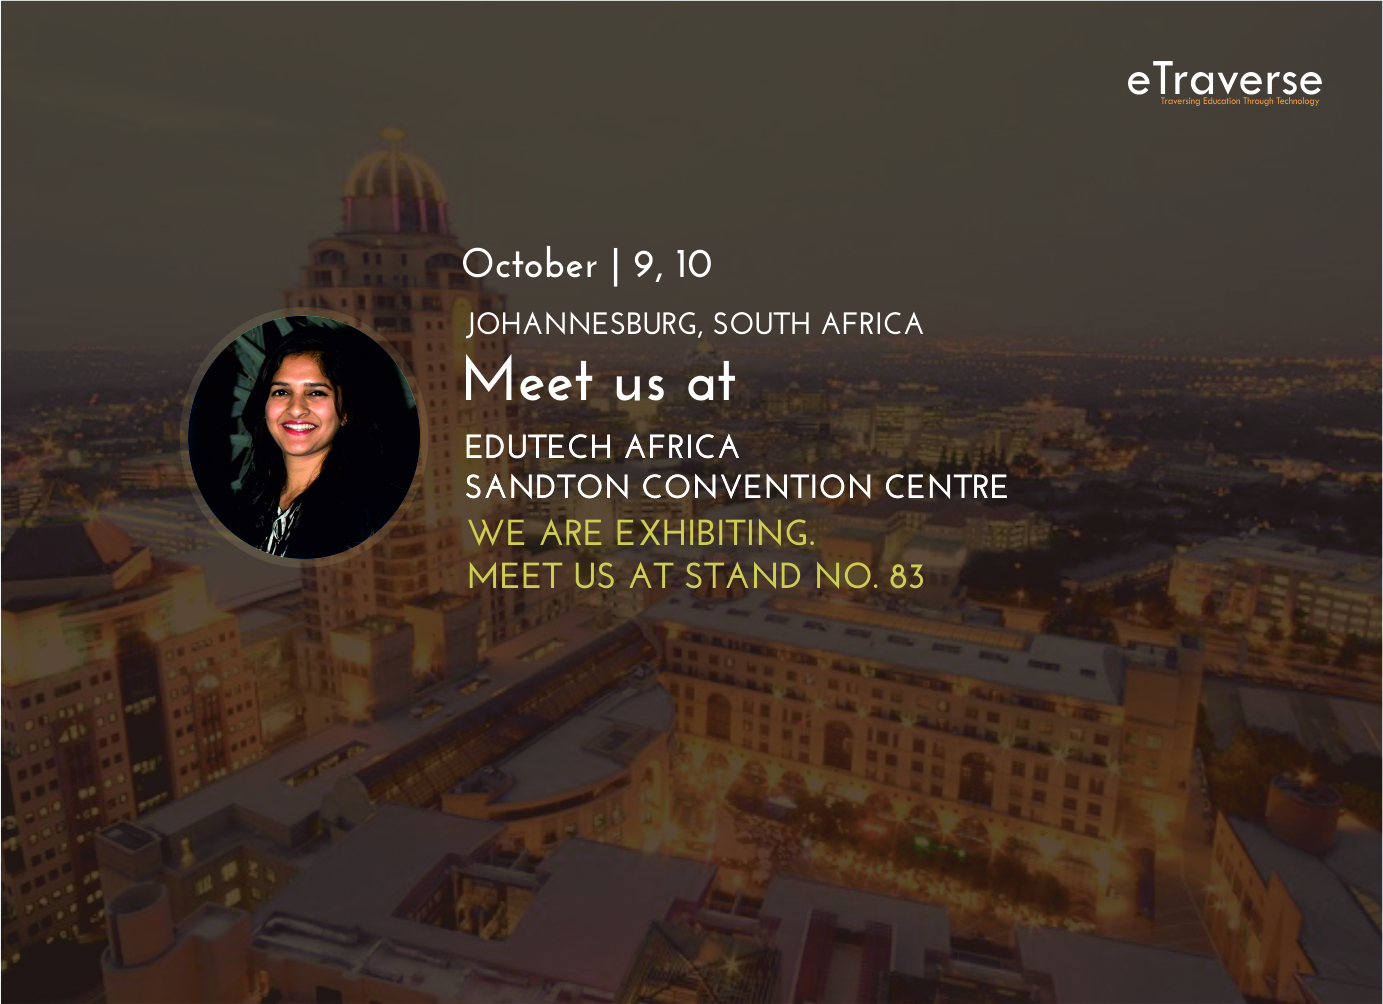 eTraverse
Traversing Education Through Technology
October | 9, 10
JOHANNESBURG, SOUTH AFRICA
Meet us at
EDUTECH AFRICA
SANDTON CONVENTION CENTRE
WE ARE EXHIBITING.
MEET US AT STAND NO. 83